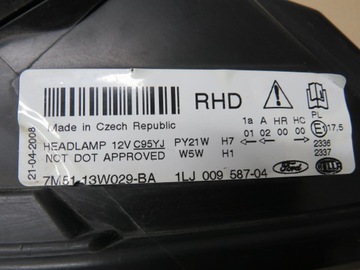 21-04-2008
RHD
1a A HR HC PL
01 02 00 00 E1 17.5
Made in Czech Republic
HEADLAMP 12V C95YJ PY21W H7 2336
NOT DOT APPROVED W5W H1 2337
7M51-13W029-BA 1LJ 009 587-04
Ford
HELLA